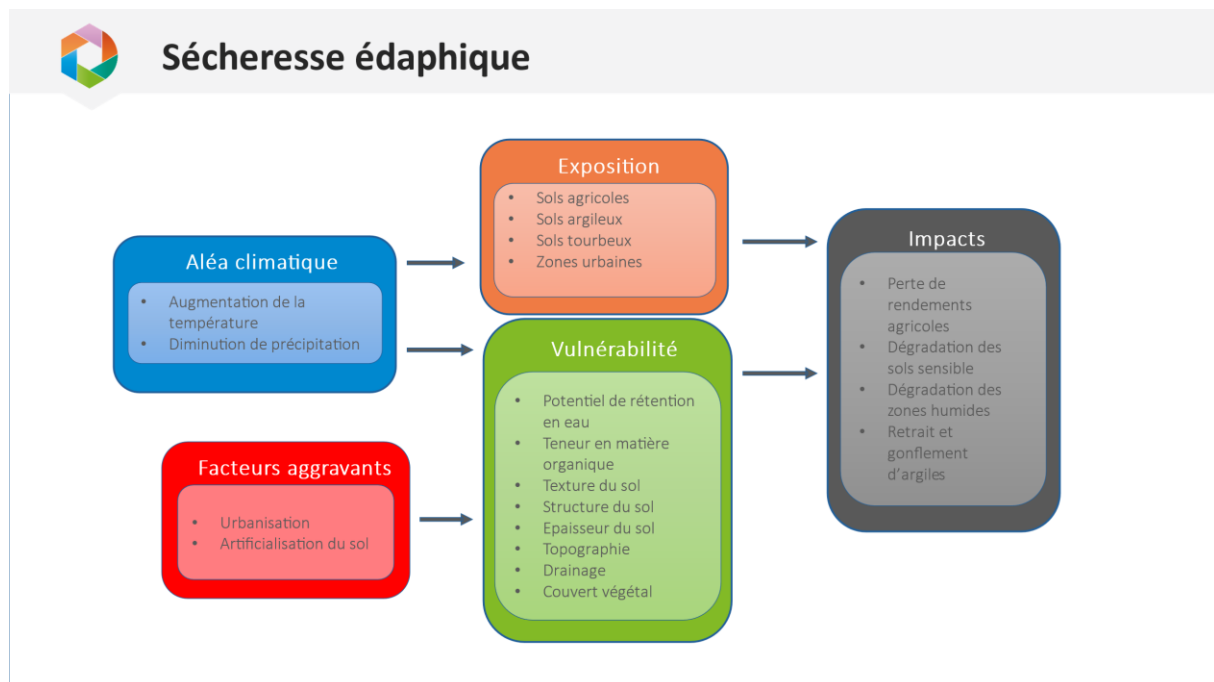 Sécheresse édaphique
Aléa climatique
• Augmentation de la
température
• Diminution de précipitation
Facteurs aggravants
• Urbanisation
• Artificialisation du sol
Exposition
• Sols agricoles
• Sols argileux
• Sols tourbeux
• Zones urbaines
Vulnérabilité
• Potentiel de rétention
en eau
• Teneur en matière
organique
• Texture du sol
• Structure du sol
• Epaisseur du sol
• Topographie
• Drainage
• Couvert végétal
Impacts
• Perte de
rendements
agricoles
• Dégradation des
sols sensible
• Dégradation des
zones humides
• Retrait et
gonflement
d’argiles